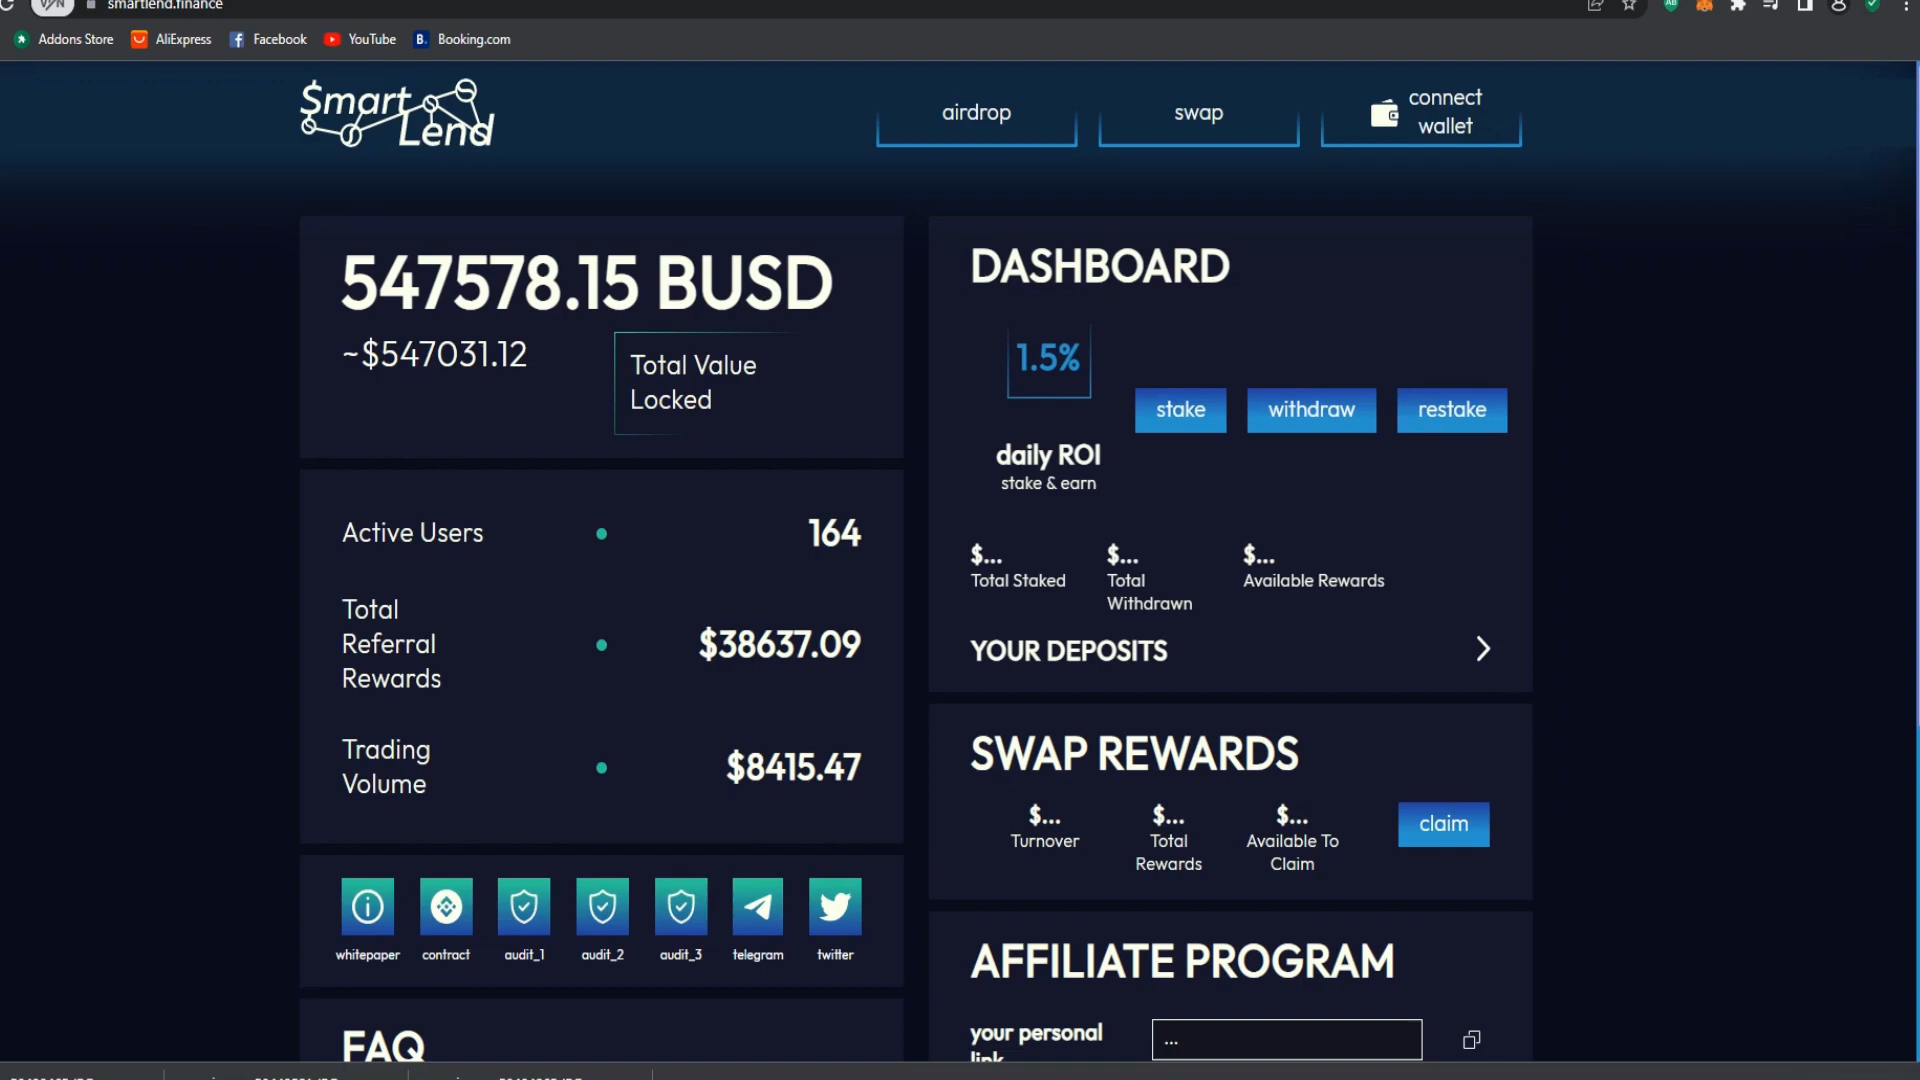 VPN
smartlend.finance
Addons Store
AliExpress
Facebook
YouTube
B.
Booking.com
$mart
Lend
airdrop
swap
connect
wallet
547578.15 BUSD
~$547031.12
Total Value
Locked
Active Users
164
Total
Referral
Rewards
$38637.09
Trading
Volume
$8415.47
whitepaper
contract
audit_1
audit_2
audit_3
telegram
twitter
FAQ
DASHBOARD
1.5%
stake
withdraw
restake
daily ROI
stake & earn
$...
Total Staked
$...
Total
Withdrawn
$...
Available Rewards
YOUR DEPOSITS
SWAP REWARDS
$...
Turnover
$...
Total
Rewards
$...
Available To
Claim
claim
AFFILIATE PROGRAM
your personal
link
...